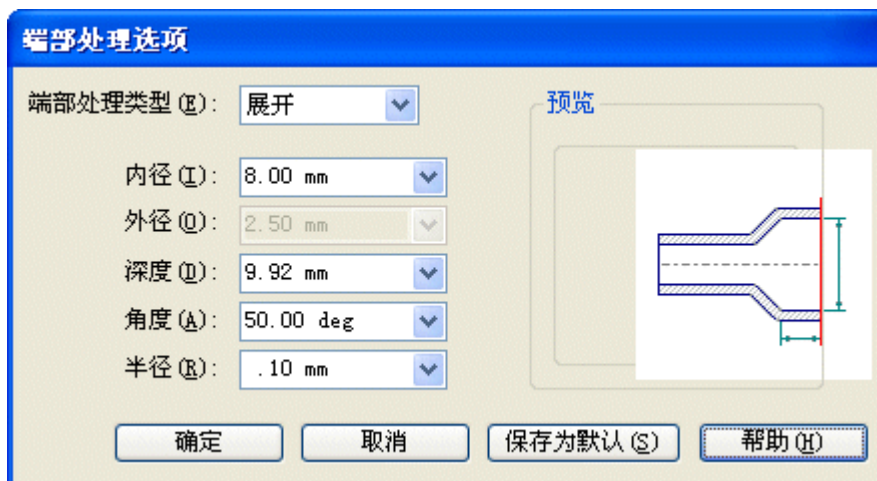 端部处理选项
端部处理类型(E): 展开
预览
内径(I): 8.00 mm
外径(O): 2.50 mm
深度(D): 9.92 mm
角度(A): 50.00 deg
半径(R): .10 mm
确定 取消 保存为默认(S) 帮助(H)